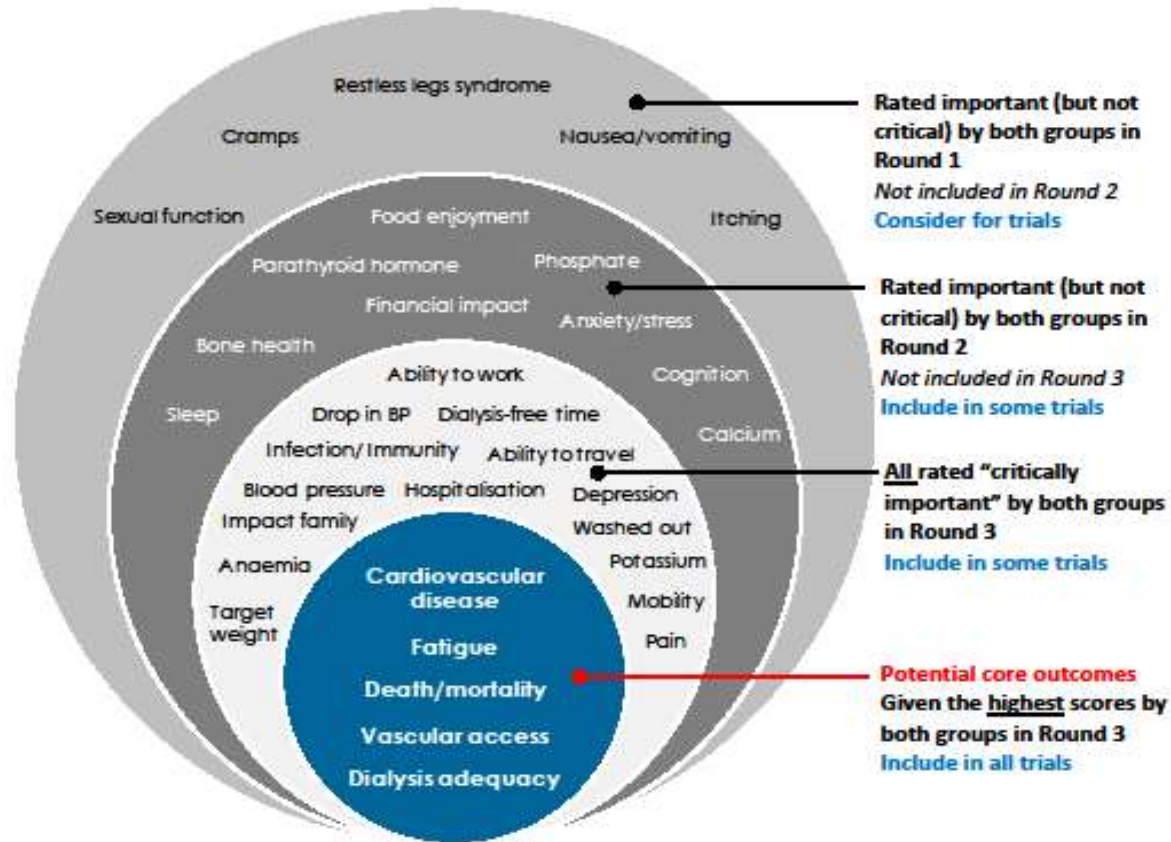 Restless legs syndrome
Cramps
Nausea/vomiting
Sexual function
Itching
Food enjoyment
Parathyroid hormone
Phosphate
Financial impact
Anxiety/stress
Bone health
Cognition
Sleep
Calcium
Ability to work
Drop in BP
Dialysis-free time
Infection/Immunity
Ability to travel
Blood pressure
Hospitalisation
Depression
Impact family
Washed out
Anaemia
Potassium
Target
weight
Mobility
Pain
Cardiovascular
disease
Fatigue
Death/mortality
Vascular access
Dialysis adequacy
Rated important (but not
critical) by both groups in
Round 1
Not included in Round 2
Consider for trials
Rated important (but not
critical) by both groups in
Round 2
Not included in Round 3
Include in some trials
All rated “critically
important” by both groups
in Round 3
Include in some trials
Potential core outcomes
Given the highest scores by
both groups in Round 3
Include in all trials